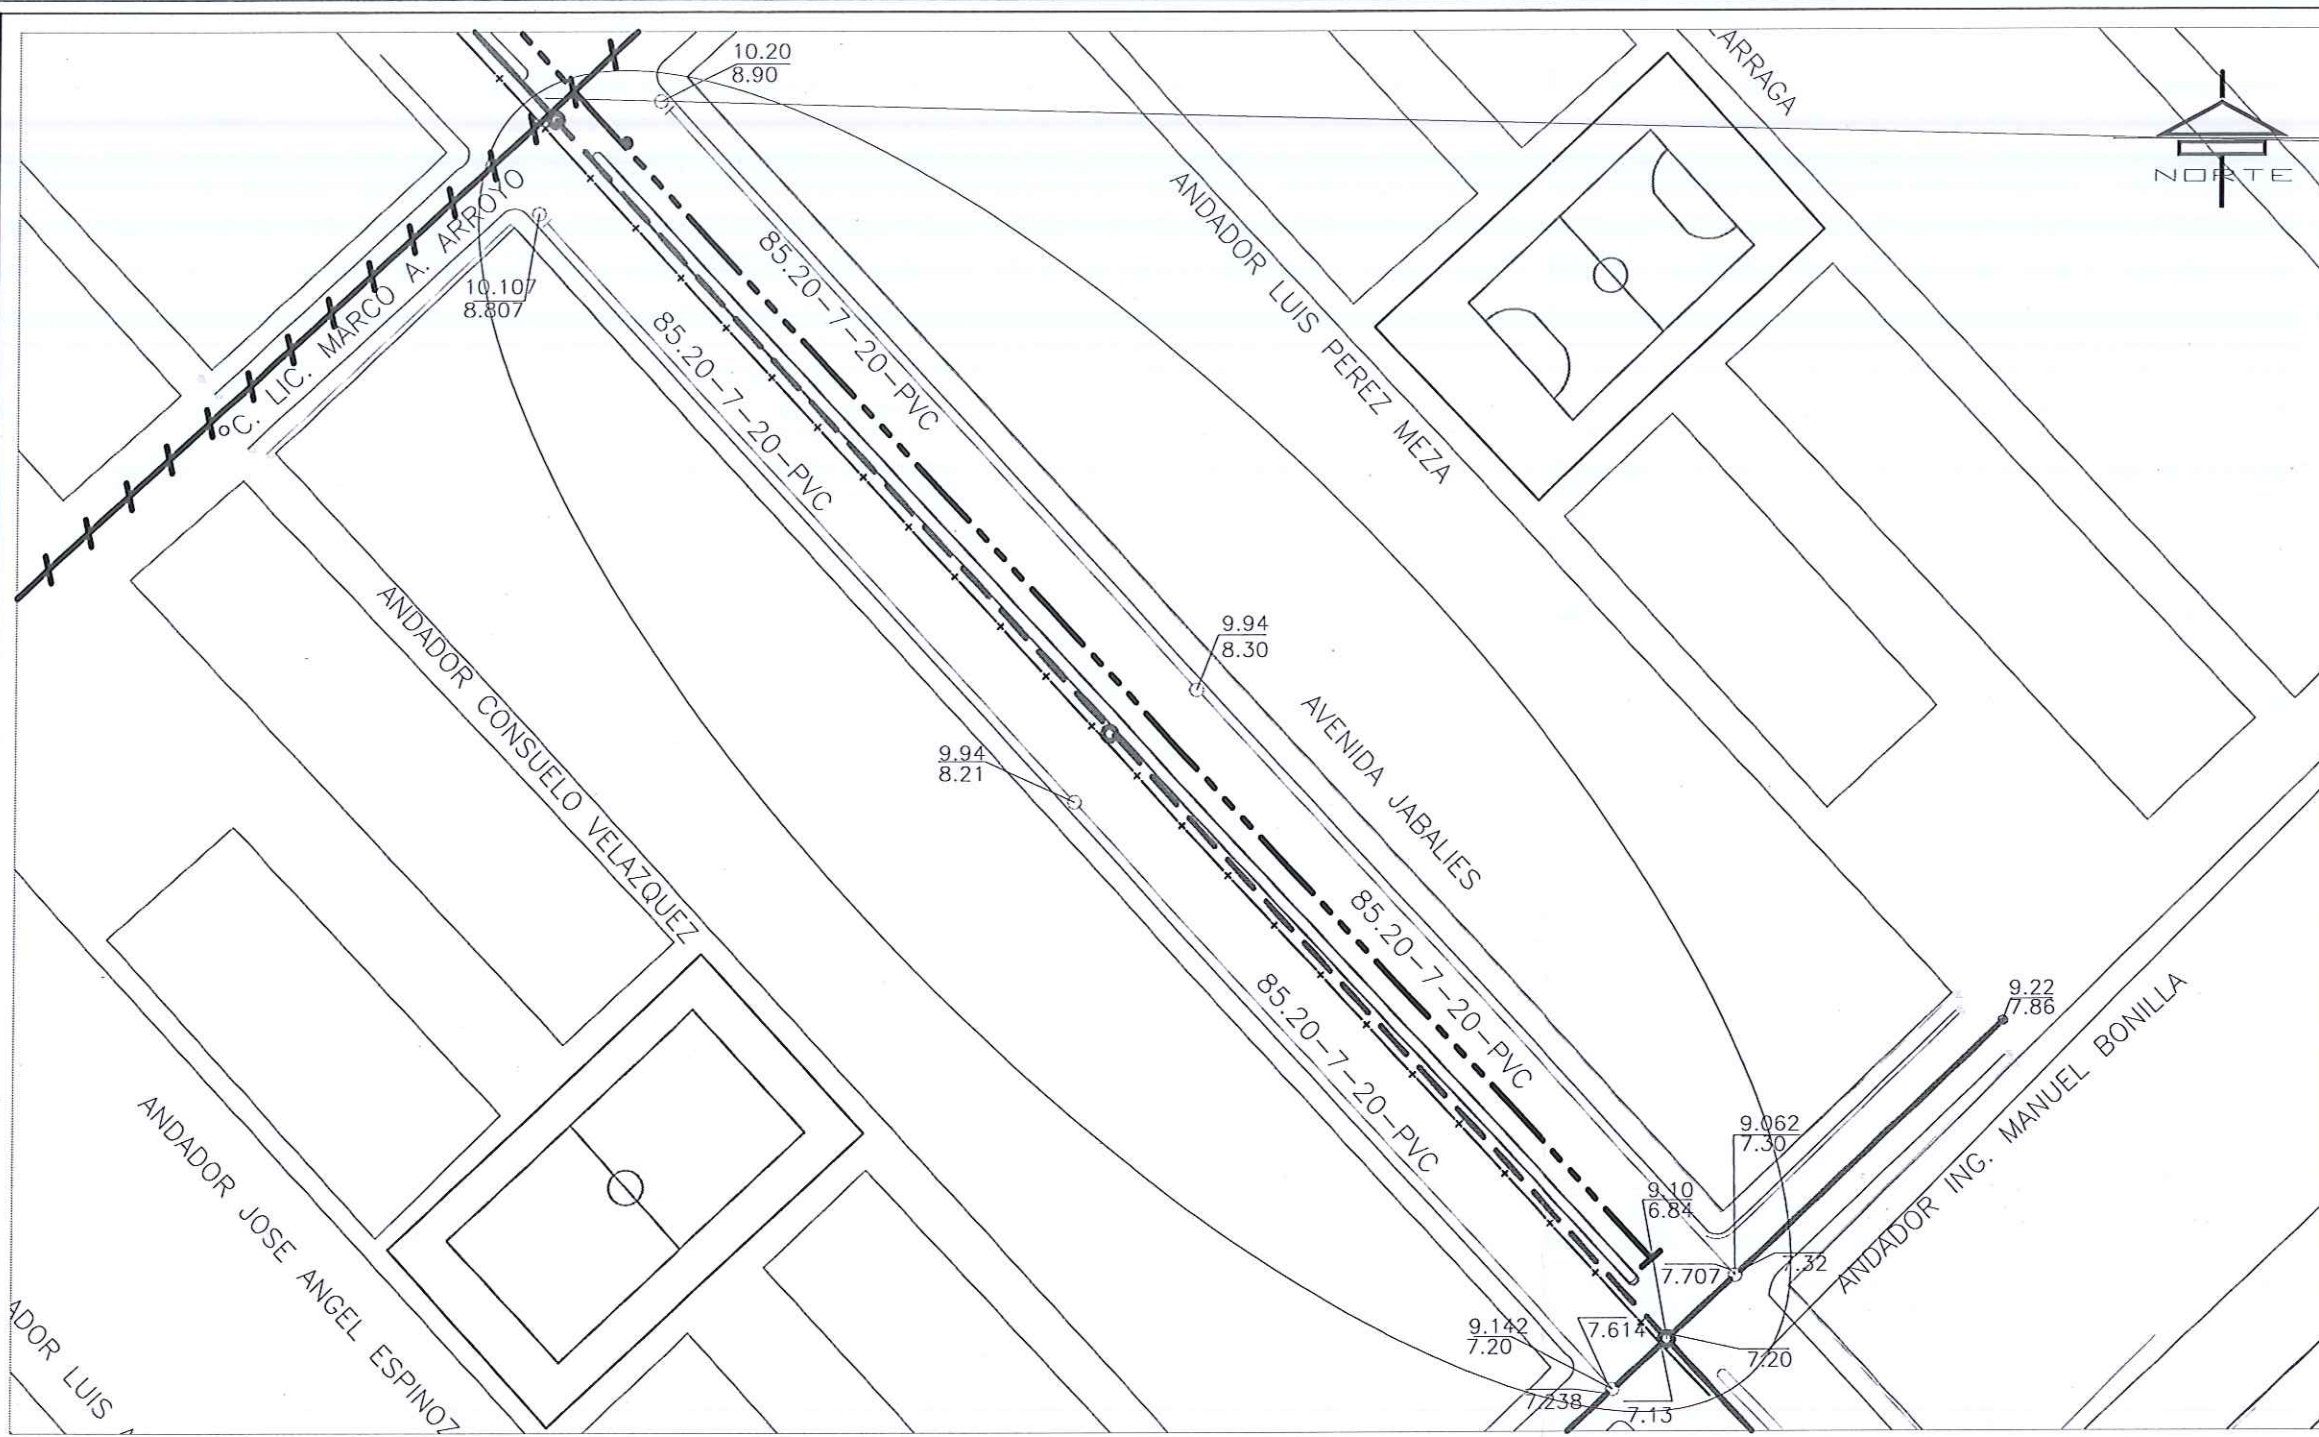 10.20
8.90
ARRAGA
NORTE
C. LIC. MARCO A. ARROYO
10.107
8.807
85.20-7-20-PVC
85.20-7-20-PVC
ANDADOR LUIS PEREZ MEZA
ANDADOR CONSUELO VELAZQUEZ
9.94
8.30
9.94
8.21
AVENIDA JABALIES
85.20-7-20-PVC
85.20-7-20-PVC
9.22
7.86
ANDADOR ING. MANUEL BONILLA
9.062
7.30
9.10
6.84
7.707
7.32
9.142
7.20
7.614
7.20
7.238
7.13
ANDADOR JOSE ANGEL ESPINOZ
ADOR LUIS